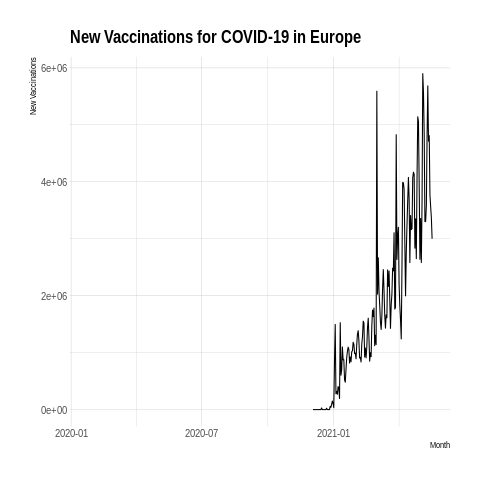 New Vaccinations for COVID-19 in Europe
New Vaccinations
6e+06
4e+06
2e+06
0e+00
2020-01 2020-07 2021-01
Month